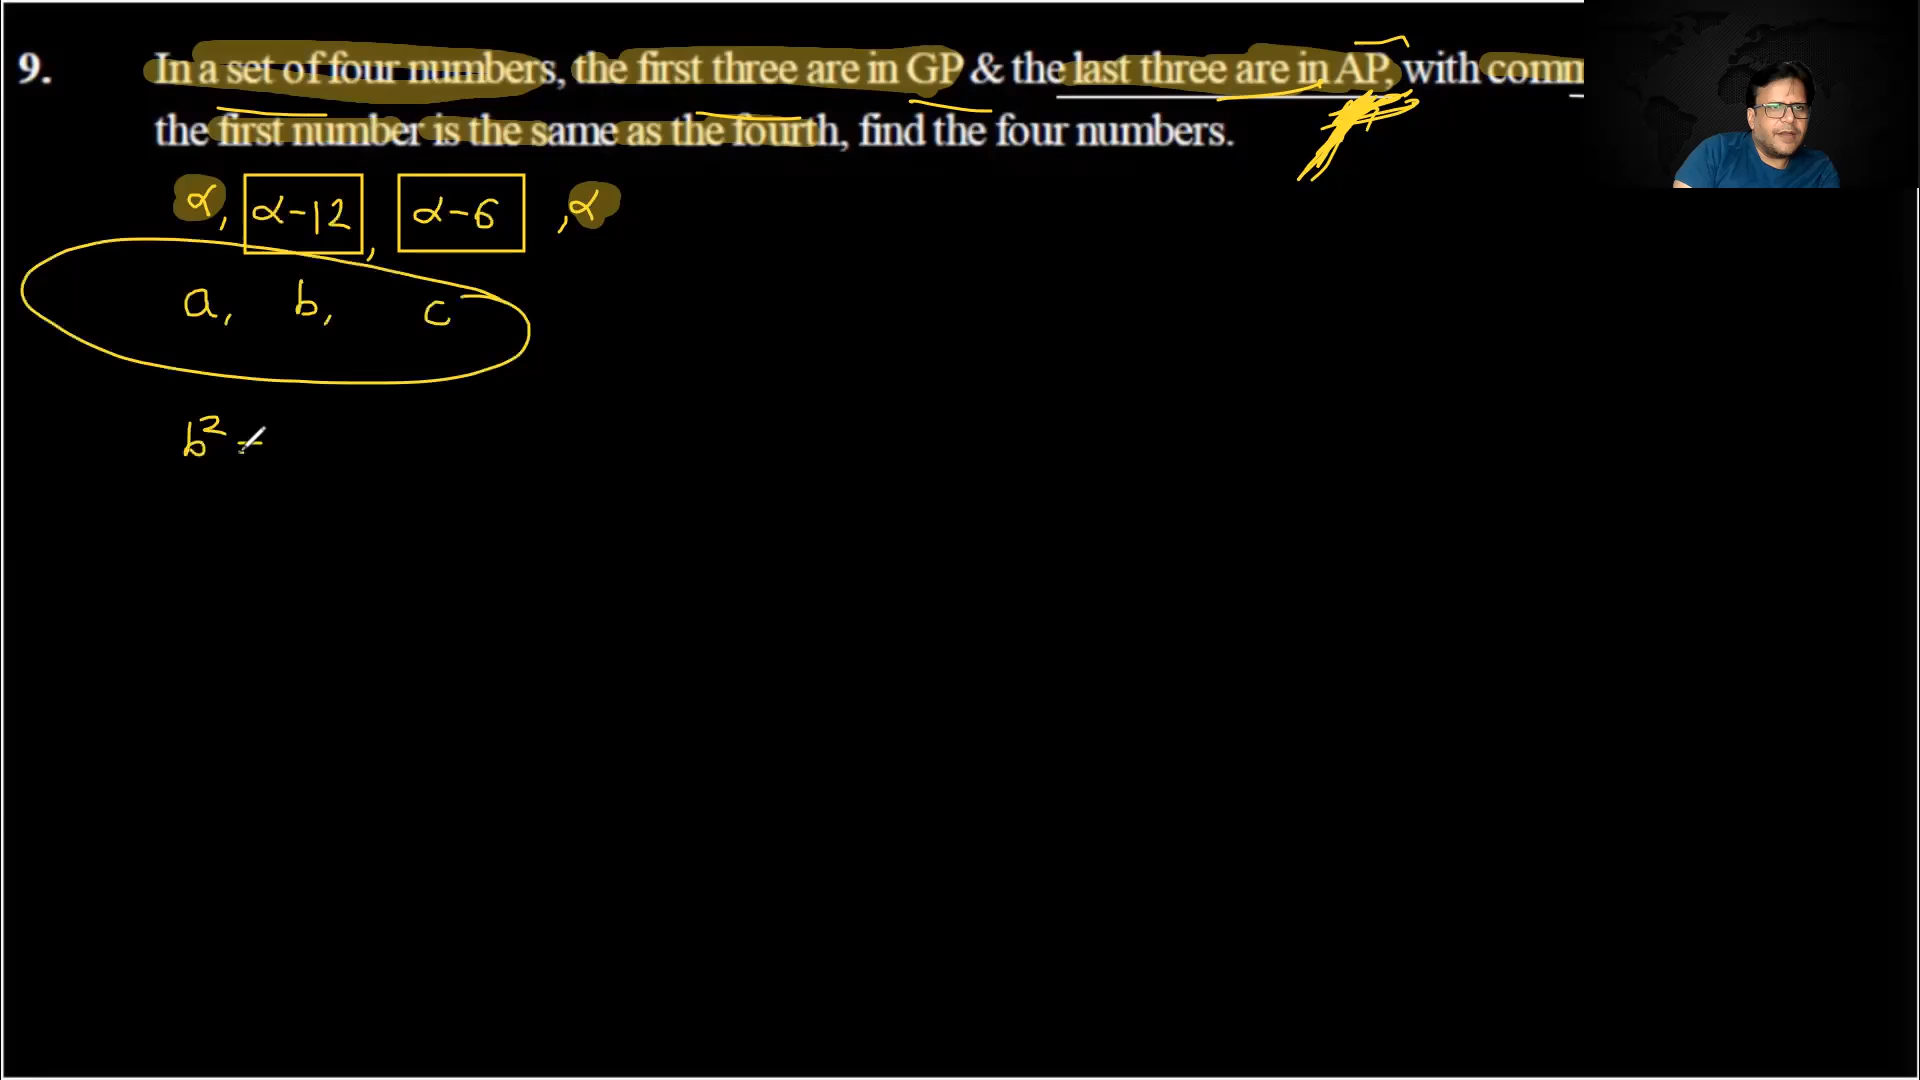 9. In a set of four numbers, the first three are in GP & the last three are in AP, with comm
the first number is the same as the fourth, find the four numbers.
α, α-12, α-6, α
a, b, c
b² =